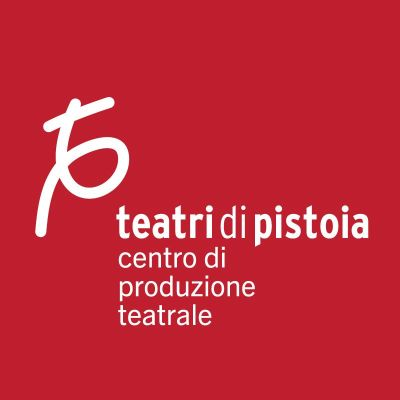 teatri di pistoia
centro di
produzione
teatrale